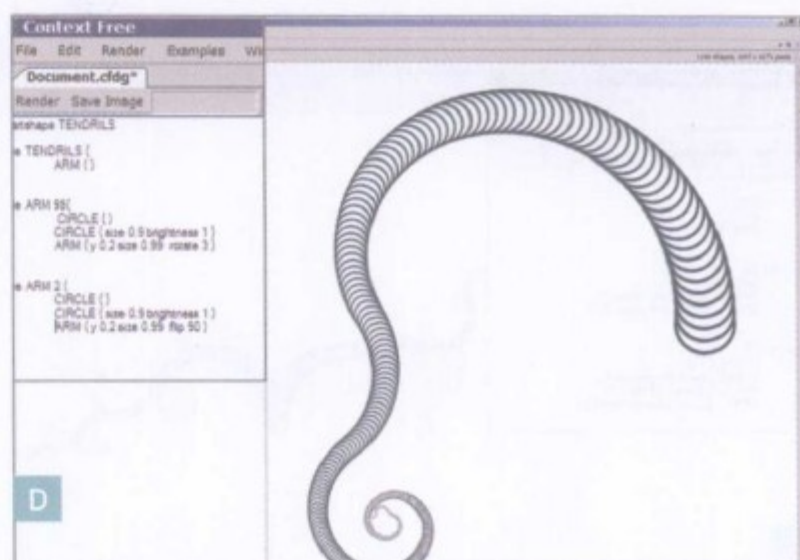 Context Free
File Edit Render Examples
Document.cfdg*
Render Save Image
TENDRILS
TENDRILS {
ARM { }
ARM 98{
CIRCLE { }
CIRCLE { size 0.9 brightness 1 }
ARM { y 0.2 size 0.99 rotate 3 }
ARM 2 {
CIRCLE { }
CIRCLE { size 0.9 brightness 1 }
ARM { y 0.2 size 0.99 flip 90 }
D